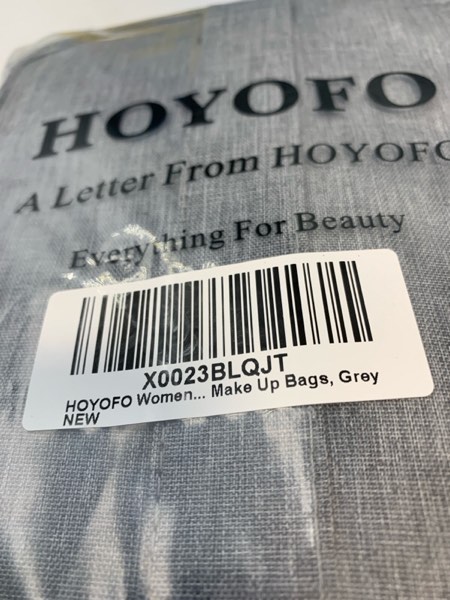 HOYOFO
A Letter From HOYOFO
Everything For Beauty
X0023BLQJT
HOYOFO Women... Make Up Bags, Grey
NEW